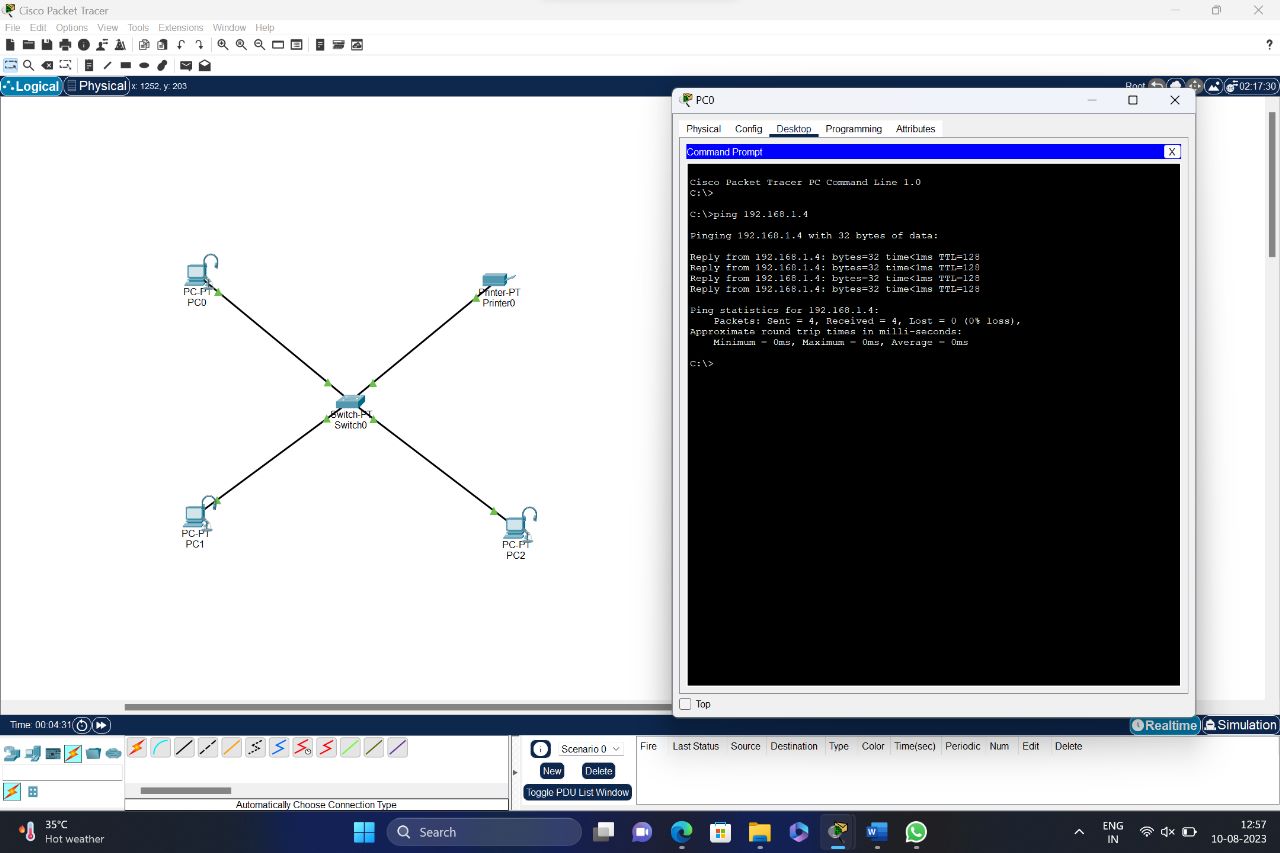 Cisco Packet Tracer
File Edit Options View Tools Extensions Window Help
?
Logical Physical x: 1252, y: 203
Root 02:17:30
PC0
Physical Config Desktop Programming Attributes
Command Prompt X
Cisco Packet Tracer PC Command Line 1.0
C:\>
C:\>ping 192.168.1.4
Pinging 192.168.1.4 with 32 bytes of data:
Reply from 192.168.1.4: bytes=32 time<1ms TTL=128
Reply from 192.168.1.4: bytes=32 time<1ms TTL=128
Reply from 192.168.1.4: bytes=32 time<1ms TTL=128
Reply from 192.168.1.4: bytes=32 time<1ms TTL=128
Ping statistics for 192.168.1.4:
Packets: Sent = 4, Received = 4, Lost = 0 (0% loss),
Approximate round trip times in milli-seconds:
Minimum = 0ms, Maximum = 0ms, Average = 0ms
C:\>
Top
PC-PT
PC0
Printer-PT
Printer0
Switch-PT
Switch0
PC-PT
PC1
PC-PT
PC2
Time: 00:04:31
Realtime Simulation
Automatically Choose Connection Type
Scenario 0
New Delete
Toggle PDU List Window
Fire Last Status Source Destination Type Color Time(sec) Periodic Num Edit Delete
35°C
Hot weather
Search
ENG
IN
12:57
10-08-2023